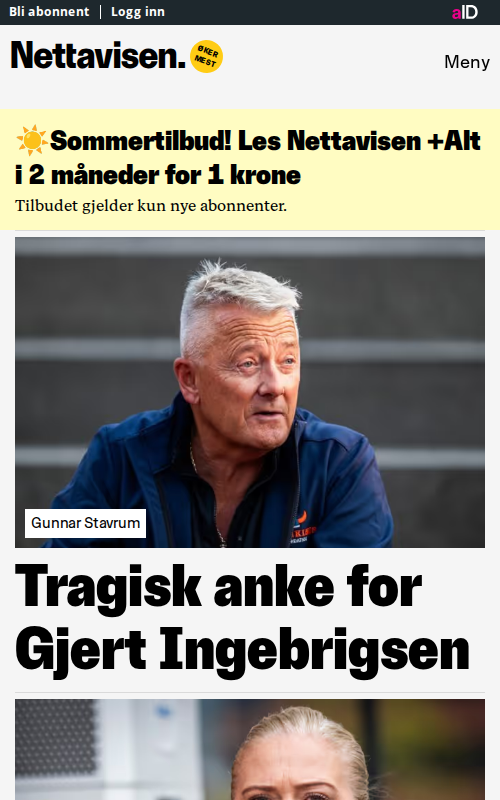 Bli abonnent | Logg inn
aID
Nettavisen.
ØKER
MEST
Meny
☀️Sommertilbud! Les Nettavisen +Alt
i 2 måneder for 1 krone
Tilbudet gjelder kun nye abonnenter.
Gunnar Stavrum
Tragisk anke for
Gjert Ingebrigsen